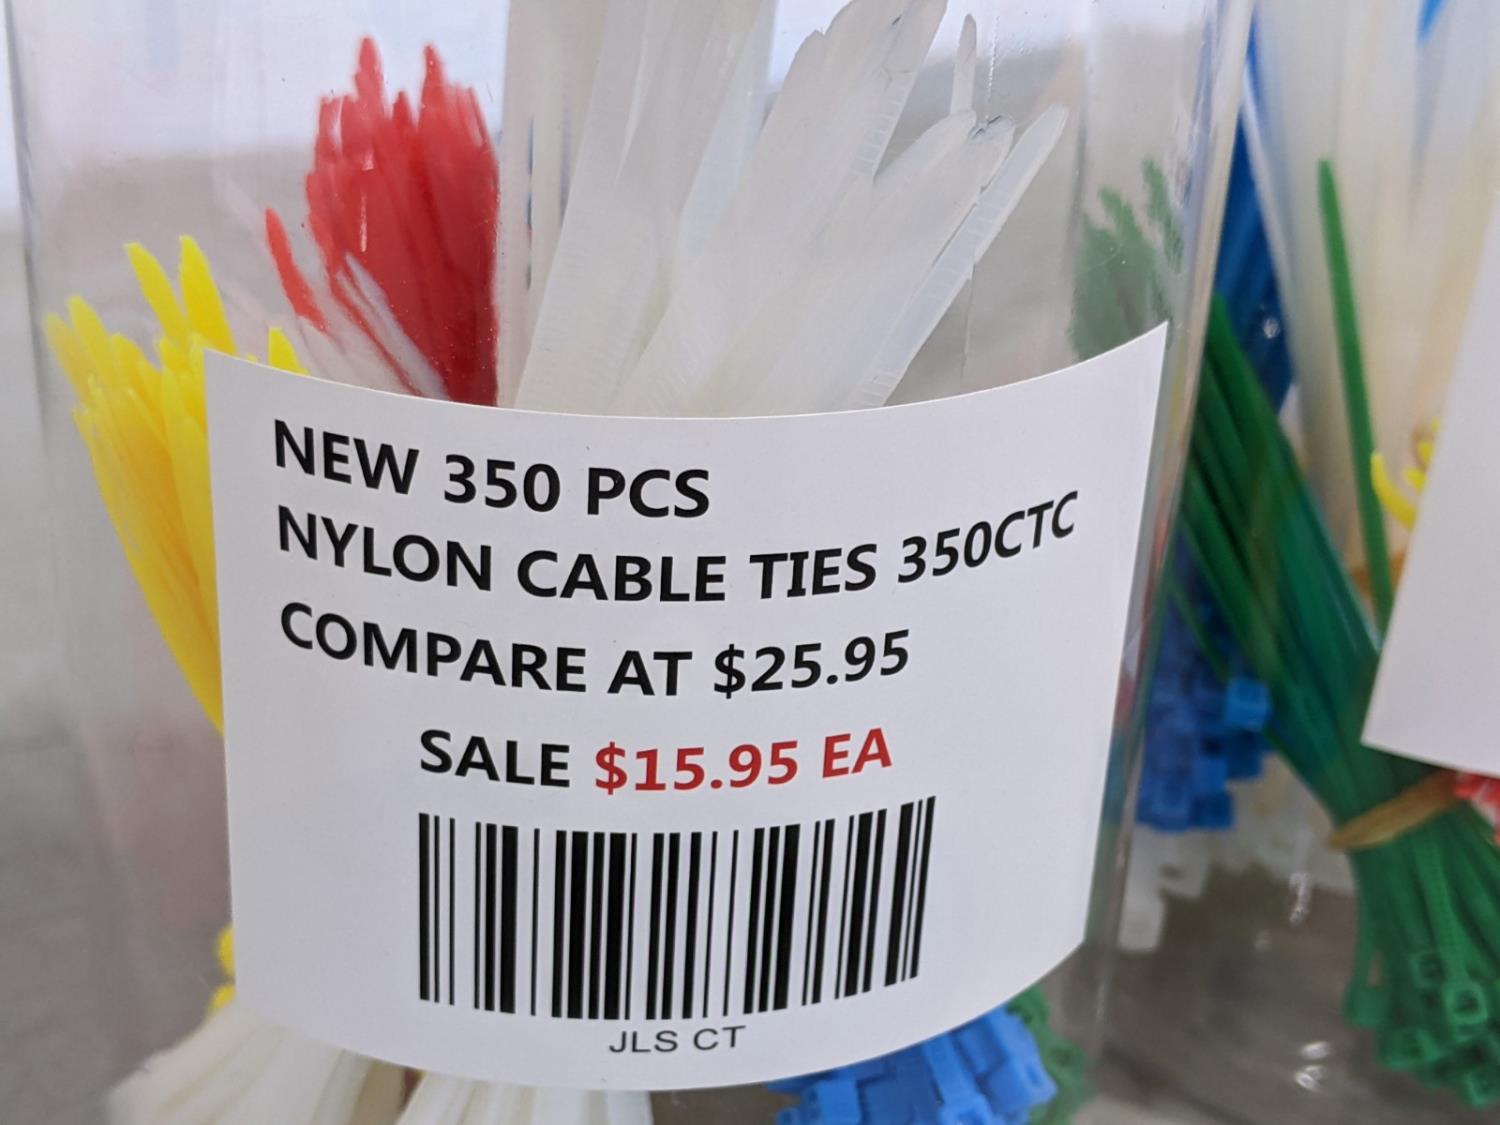 NEW 350 PCS
NYLON CABLE TIES 350CTC
COMPARE AT $25.95
SALE $15.95 EA
JLS CT